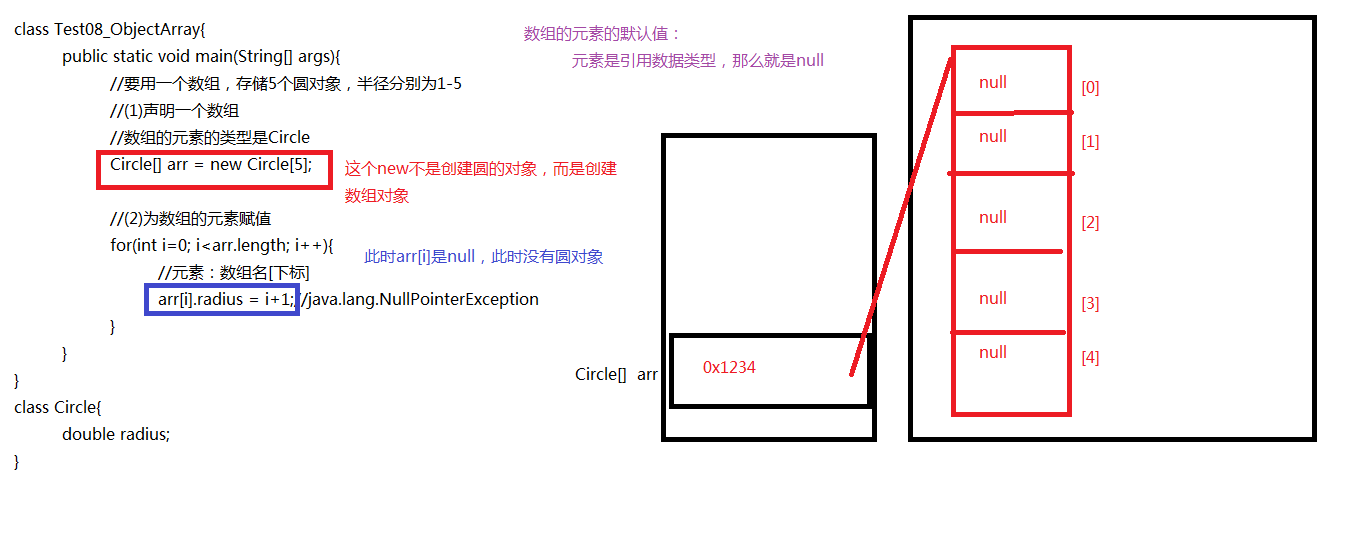 class Test08_ObjectArray{
public static void main(String[] args){
//要用一个数组，存储5个圆对象，半径分别为1-5
//(1)声明一个数组
//数组的元素的类型是Circle
Circle[] arr = new Circle[5];
这个new不是创建圆的对象，而是创建
数组对象
//(2)为数组的元素赋值
for(int i=0; i<arr.length; i++){
此时arr[i]是null，此时没有圆对象
//元素：数组名[下标]
arr[i].radius = i+1;//java.lang.NullPointerException
}
}
}
class Circle{
double radius;
}
数组的元素的默认值：
元素是引用数据类型，那么就是null
Circle[] arr
0x1234
null [0]
null [1]
null [2]
null [3]
null [4]